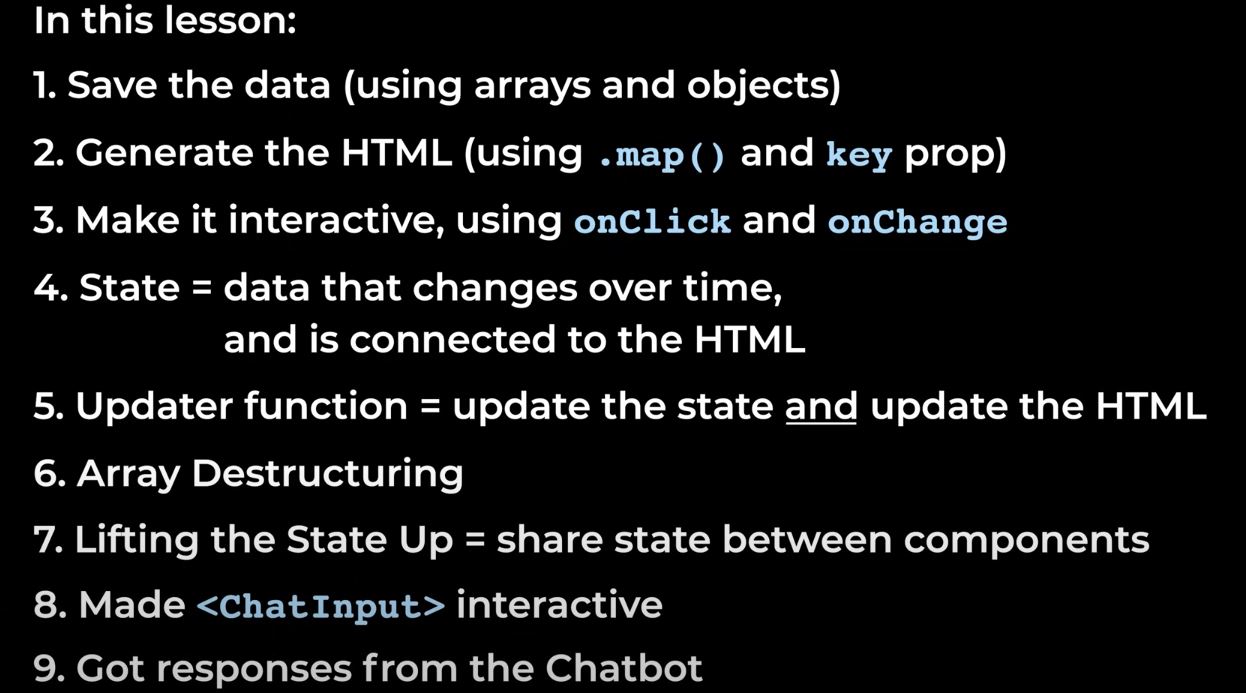 In this lesson:
1. Save the data (using arrays and objects)
2. Generate the HTML (using .map() and key prop)
3. Make it interactive, using onClick and onChange
4. State = data that changes over time,
and is connected to the HTML
5. Updater function = update the state and update the HTML
6. Array Destructuring
7. Lifting the State Up = share state between components
8. Made <ChatInput> interactive
9. Got responses from the Chatbot